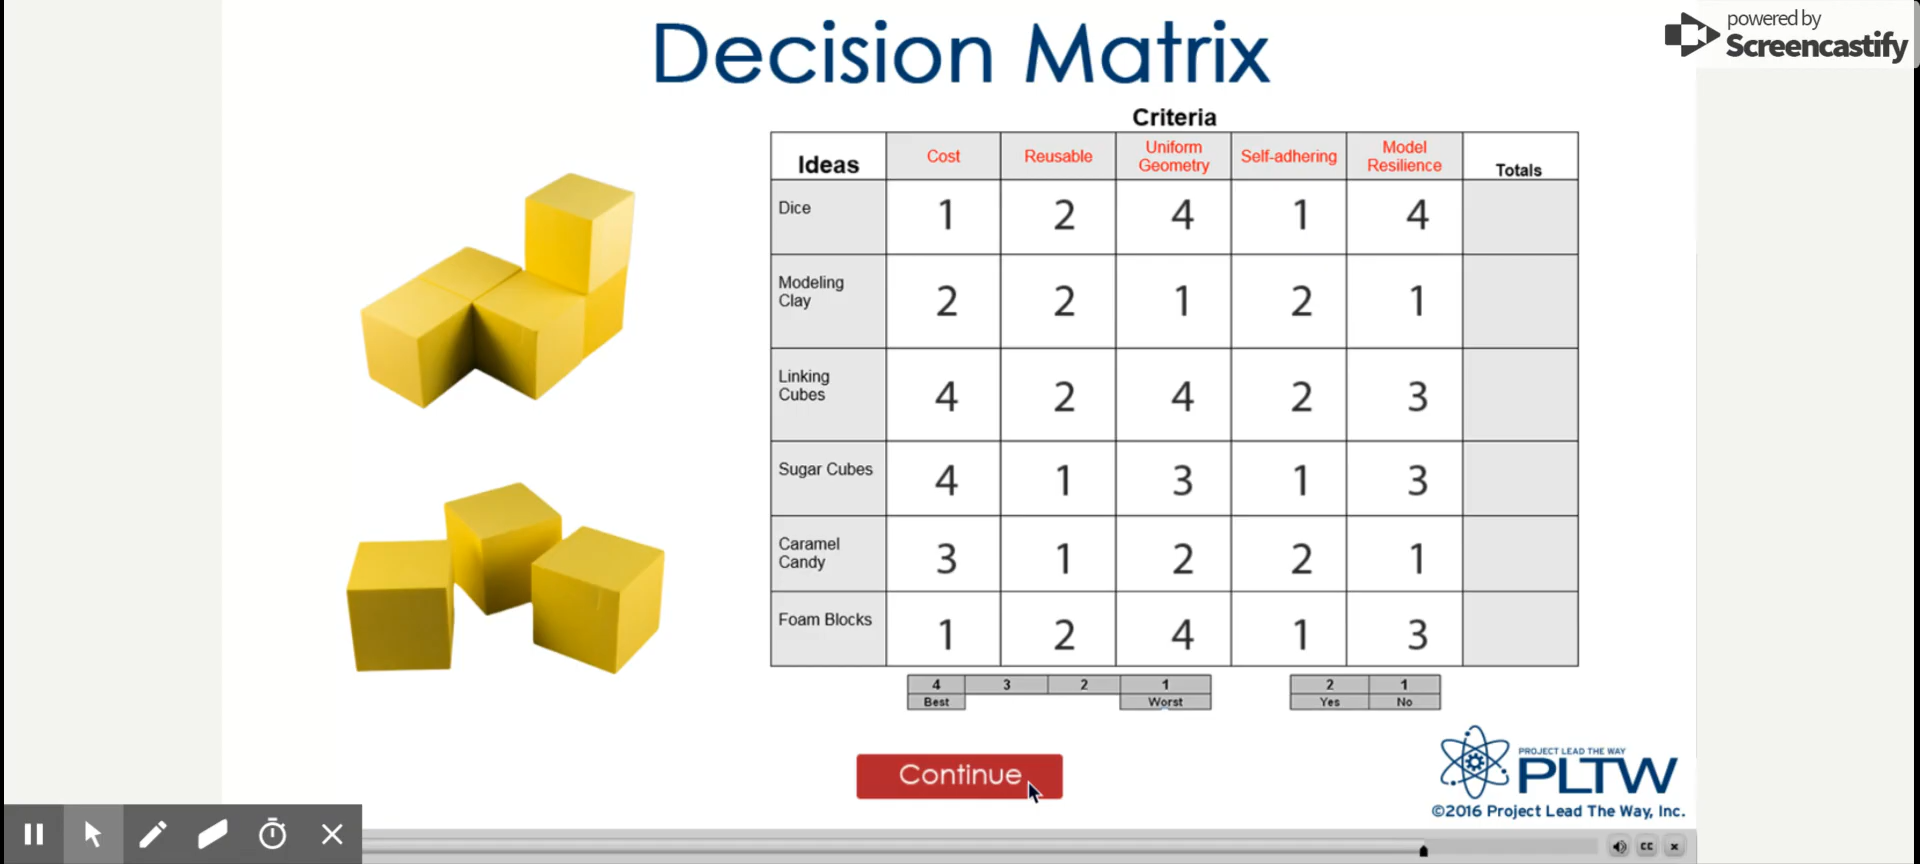 Decision Matrix
powered by
Screencastify
Criteria
Ideas Cost Reusable Uniform Geometry Self-adhering Model Resilience Totals
Dice 1 2 4 1 4
Modeling Clay 2 2 1 2 1
Linking Cubes 4 2 4 2 3
Sugar Cubes 4 1 3 1 3
Caramel Candy 3 1 2 2 1
Foam Blocks 1 2 4 1 3
4 3 2 1 2 1
Best Worst Yes No
Continue
PROJECT LEAD THE WAY
PLTW
©2016 Project Lead The Way, Inc.
CC